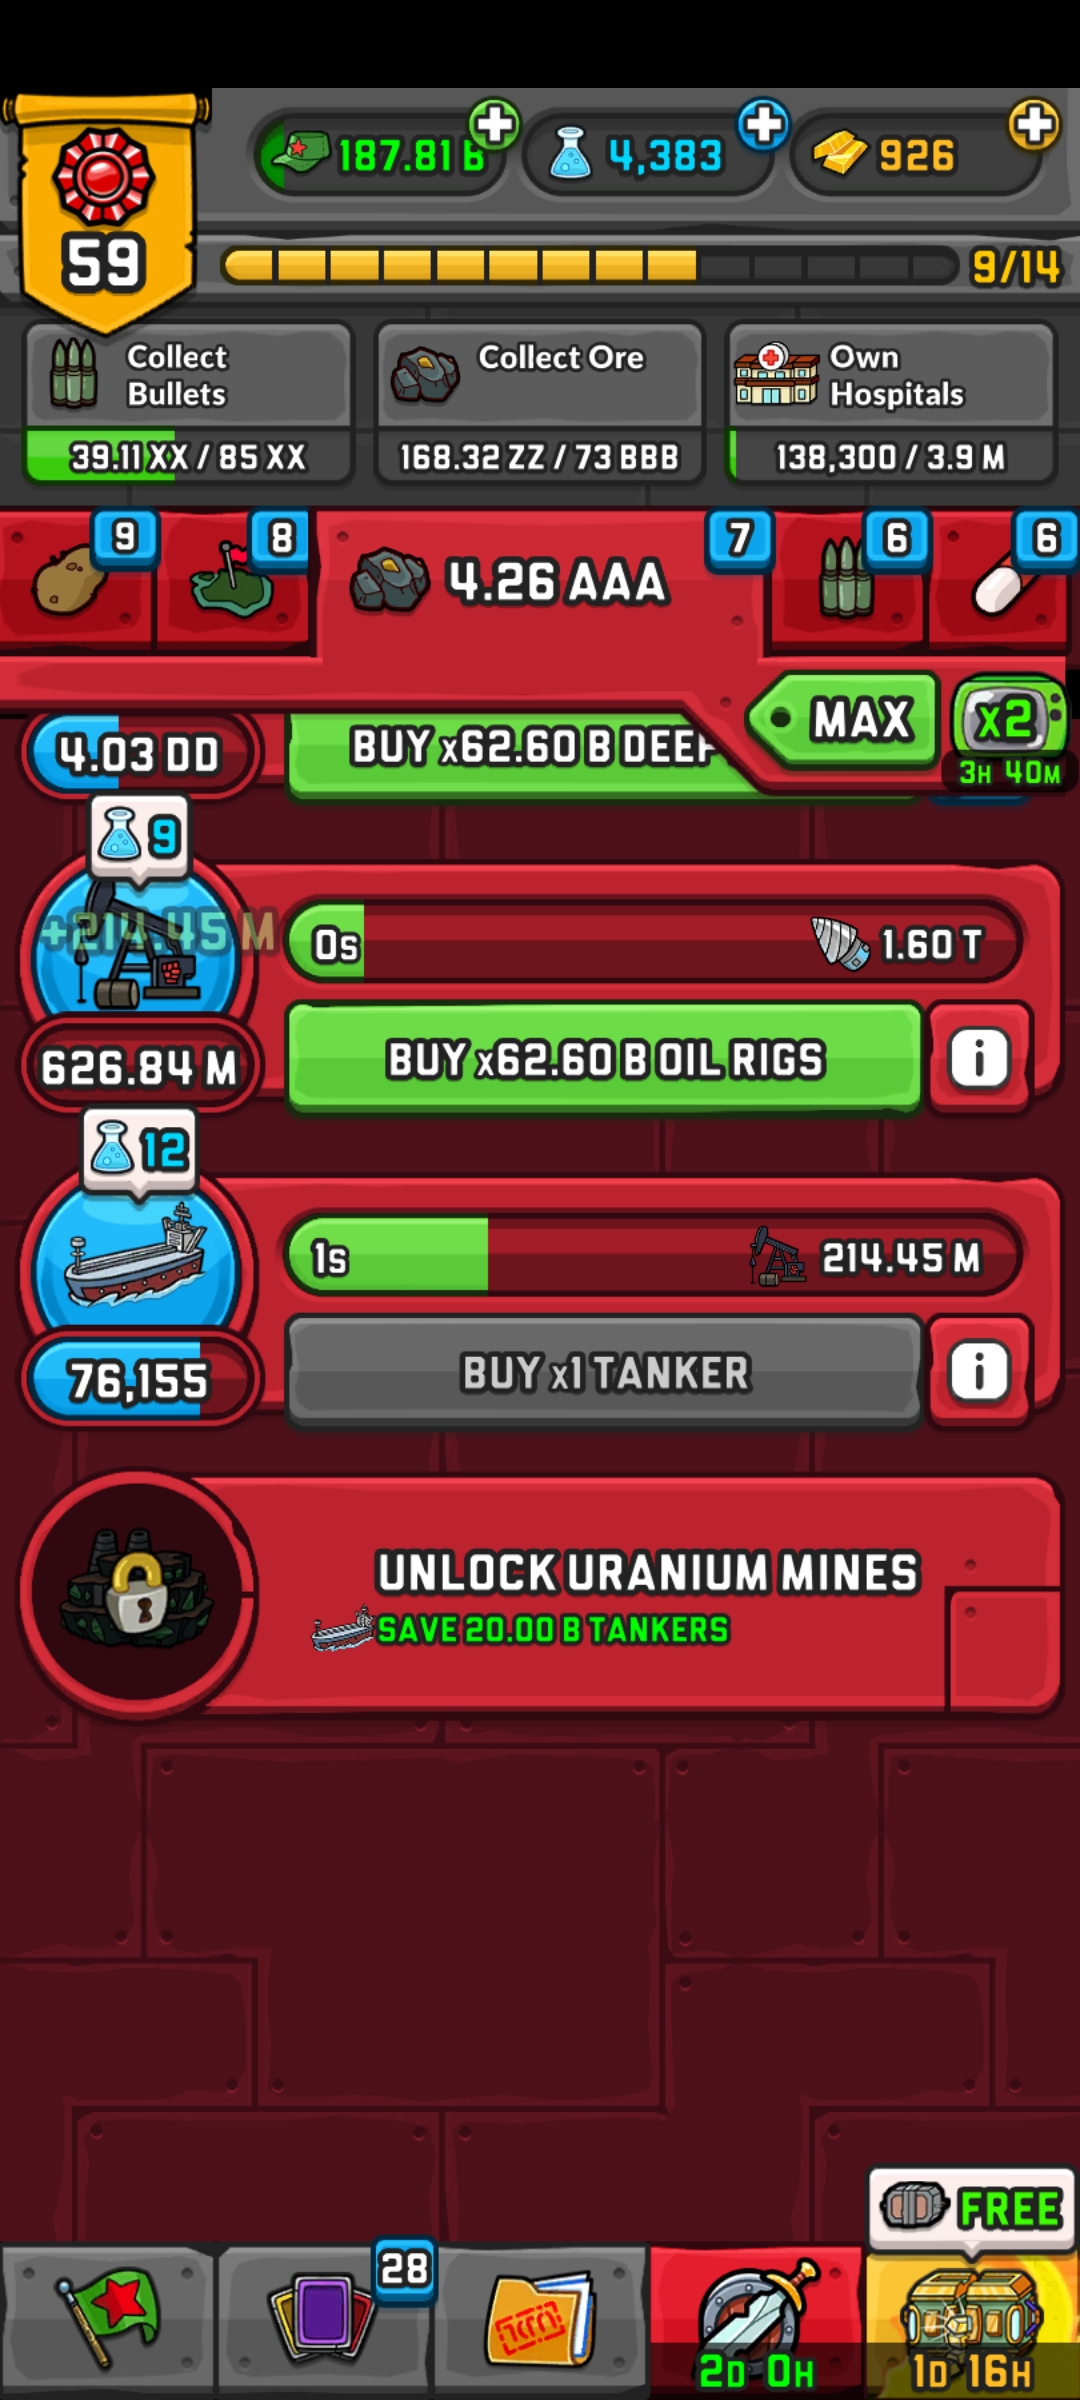 187.81 B
4,383
926
59
9/14
Collect
Bullets
39.11 XX / 85 XX
Collect Ore
168.32 ZZ / 73 BBB
Own
Hospitals
138,300 / 3.9 M
9
8
4.26 AAA
7
6
6
MAX
x2
3H 40M
4.03 DD
BUY x62.60 B DEEP
9
+214.45 M
0s
1.60 T
626.84 M
BUY x62.60 B OIL RIGS
i
12
1s
214.45 M
76,155
BUY x1 TANKER
i
UNLOCK URANIUM MINES
SAVE 20.00 B TANKERS
FREE
28
2D 0H
1D 16H